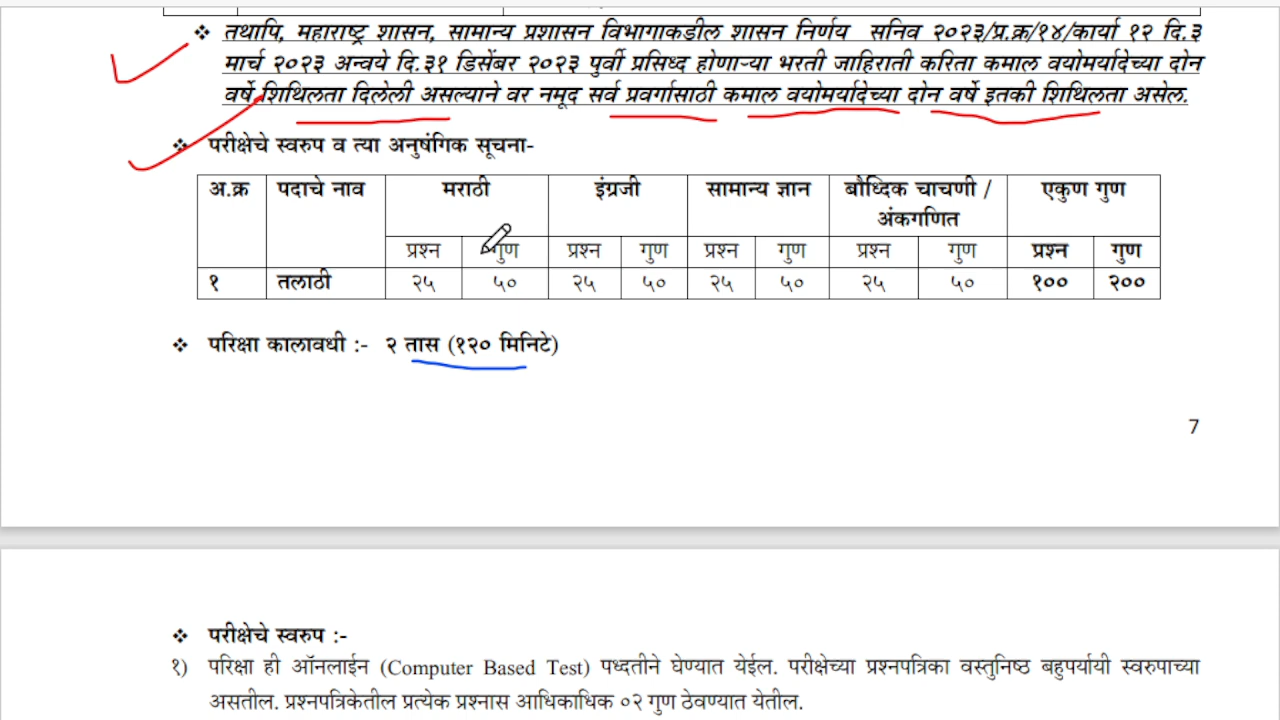 ❖ तथापि, महाराष्ट्र शासन, सामान्य प्रशासन विभागाकडील शासन निर्णय सनिव २०२३/प्र.क्र/१४/कार्या १२ दि.३
मार्च २०२३ अन्वये दि.३१ डिसेंबर २०२३ पुर्वी प्रसिध्द होणाऱ्या भरती जाहिराती करिता कमाल वयोमर्यादेच्या दोन
वर्षे शिथिलता दिलेली असल्याने वर नमूद सर्व प्रवर्गासाठी कमाल वयोमर्यादेच्या दोन वर्षे इतकी शिथिलता असेल.
❖ परीक्षेचे स्वरुप व त्या अनुषंगिक सूचना-
अ.क्र पदाचे नाव मराठी इंग्रजी सामान्य ज्ञान बौध्दिक चाचणी / एकुण गुण
अंकगणित
प्रश्न गुण प्रश्न गुण प्रश्न गुण प्रश्न गुण प्रश्न गुण
१ तलाठी २५ ५० २५ ५० २५ ५० २५ ५० १०० २००
❖ परिक्षा कालावधी :- २ तास (१२० मिनिटे)
7
❖ परीक्षेचे स्वरुप :-
१) परिक्षा ही ऑनलाईन (Computer Based Test) पध्दतीने घेण्यात येईल. परीक्षेच्या प्रश्नपत्रिका वस्तुनिष्ठ बहुपर्यायी स्वरुपाच्या
असतील. प्रश्नपत्रिकेतील प्रत्येक प्रश्नास आधिकाधिक ०२ गुण ठेवण्यात येतील.